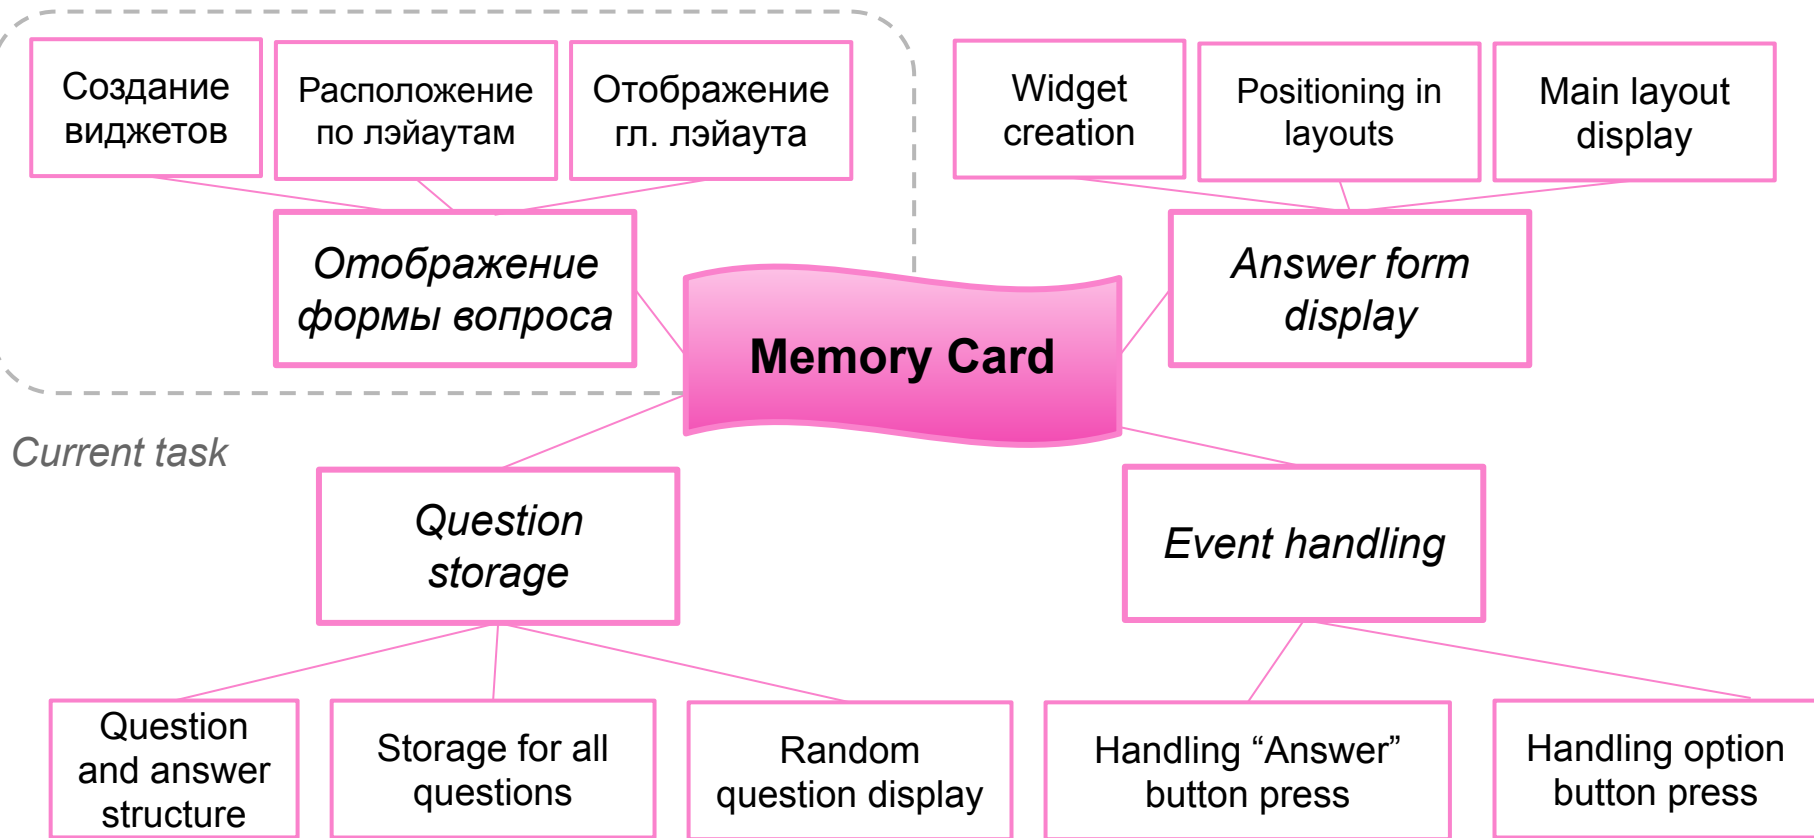 Создание
виджетов
Расположение
по лэйаутам
Отображение
гл. лэйаута
Widget
creation
Positioning in
layouts
Main layout
display
Отображение
формы вопроса
Memory Card
Answer form
display
Current task
Question
storage
Event handling
Question
and answer
structure
Storage for all
questions
Random
question display
Handling “Answer”
button press
Handling option
button press